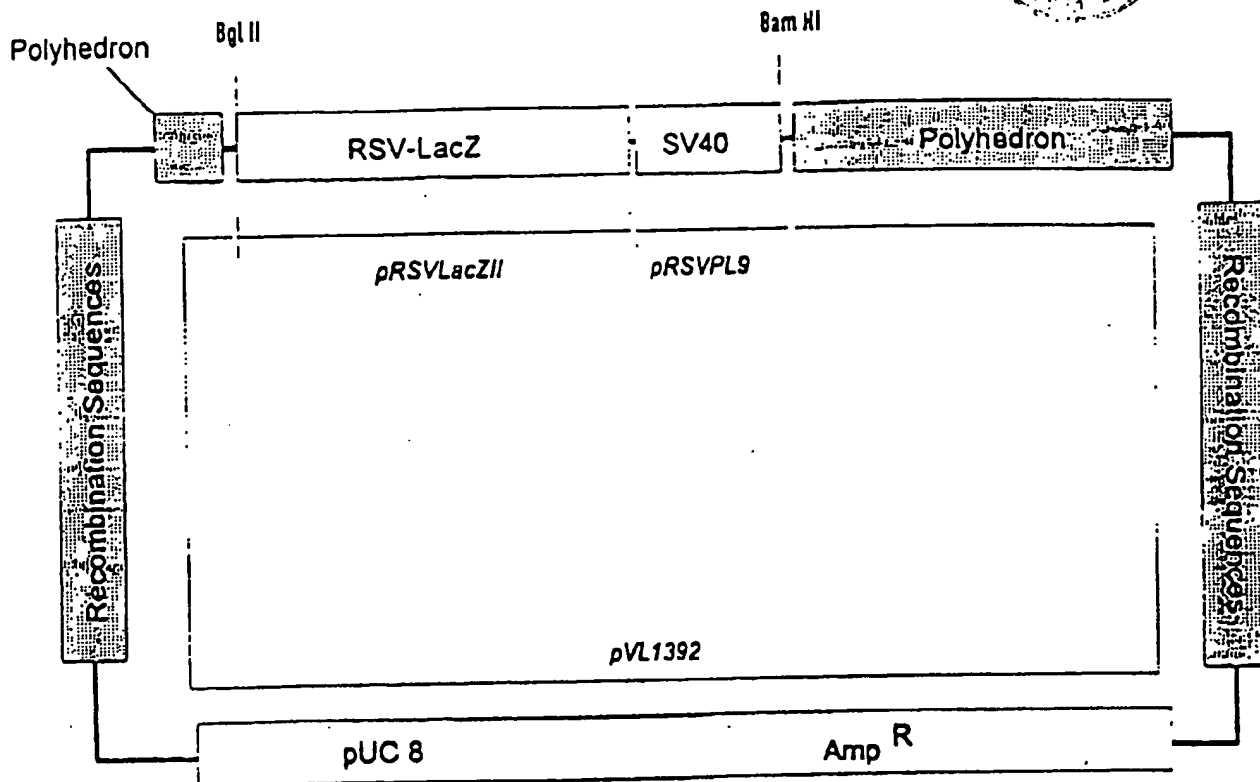 Bgl II
Bam HI
Polyhedron
RSV-LacZ
SV40
Polyhedron
pRSVLacZII
pRSVPL9
Recombination Sequences
Recombination Sequences
pVL1392
pUC 8
Amp R